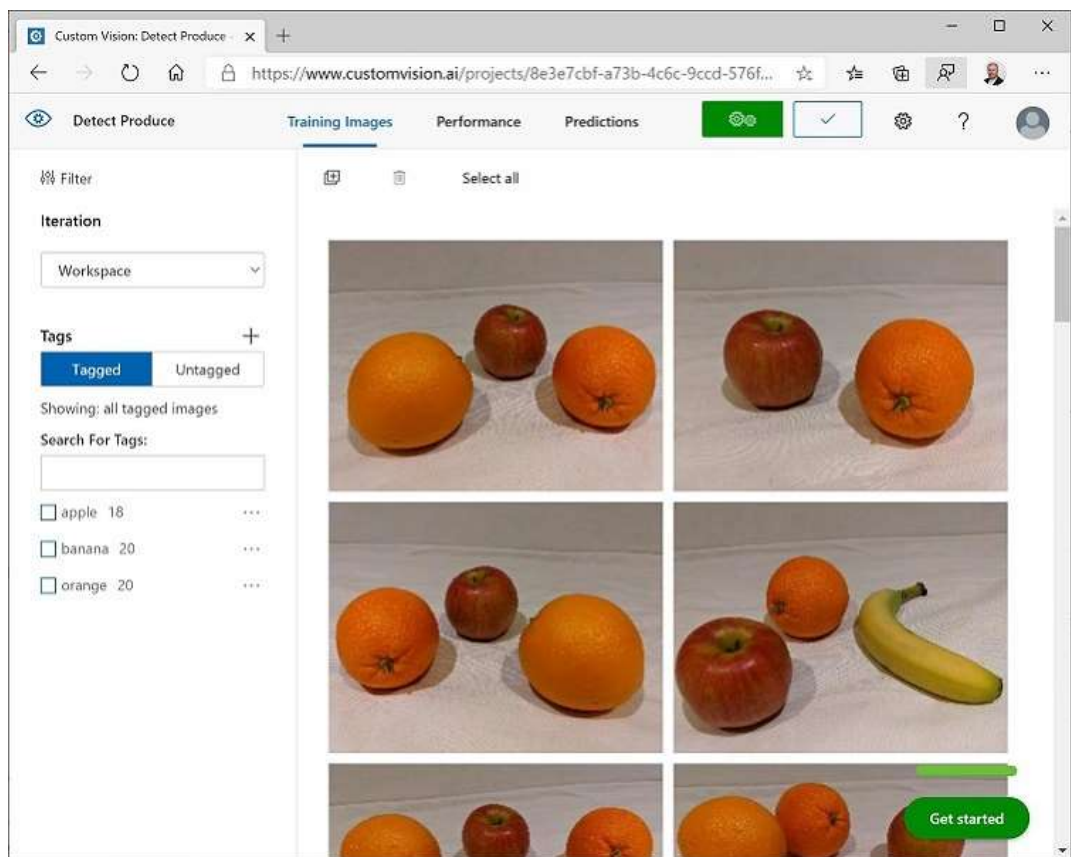 Custom Vision: Detect Produce
https://www.customvision.ai/projects/8e3e7cbf-a73b-4c6c-9ccd-576f...
Detect Produce
Training Images
Performance
Predictions
?
Filter
Select all
Iteration
Workspace
Tags
Tagged
Untagged
Showing: all tagged images
Search For Tags:
apple 18
banana 20
orange 20
Get started